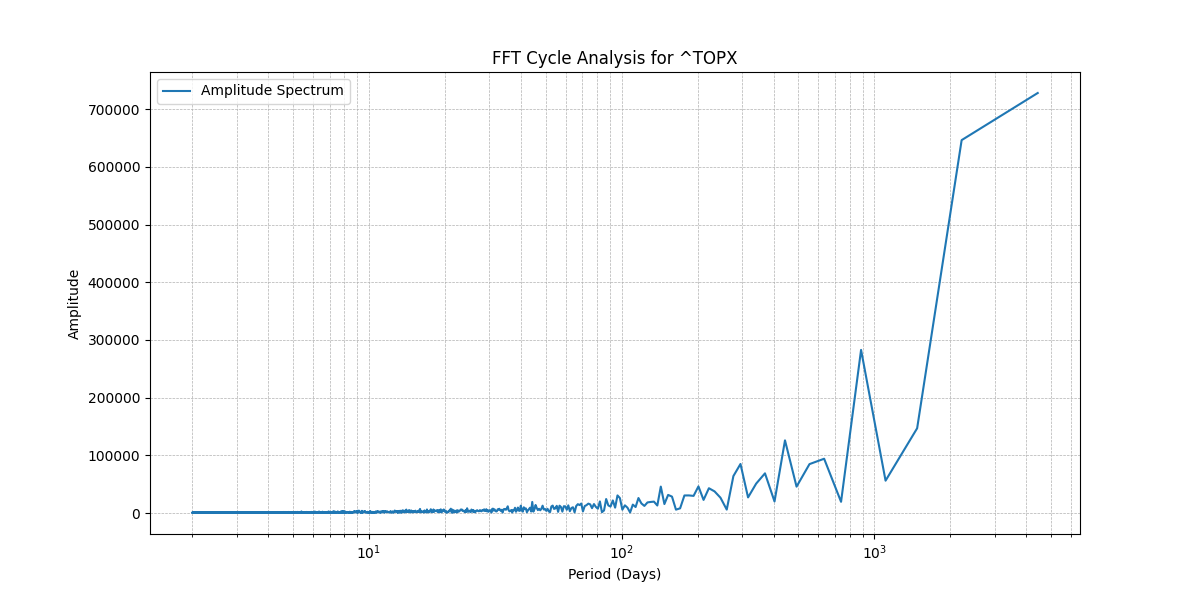 FFT Cycle Analysis for ^TOPX
Amplitude Spectrum
700000
600000
500000
400000
300000
200000
100000
0
Amplitude
10¹ 10² 10³
Period (Days)